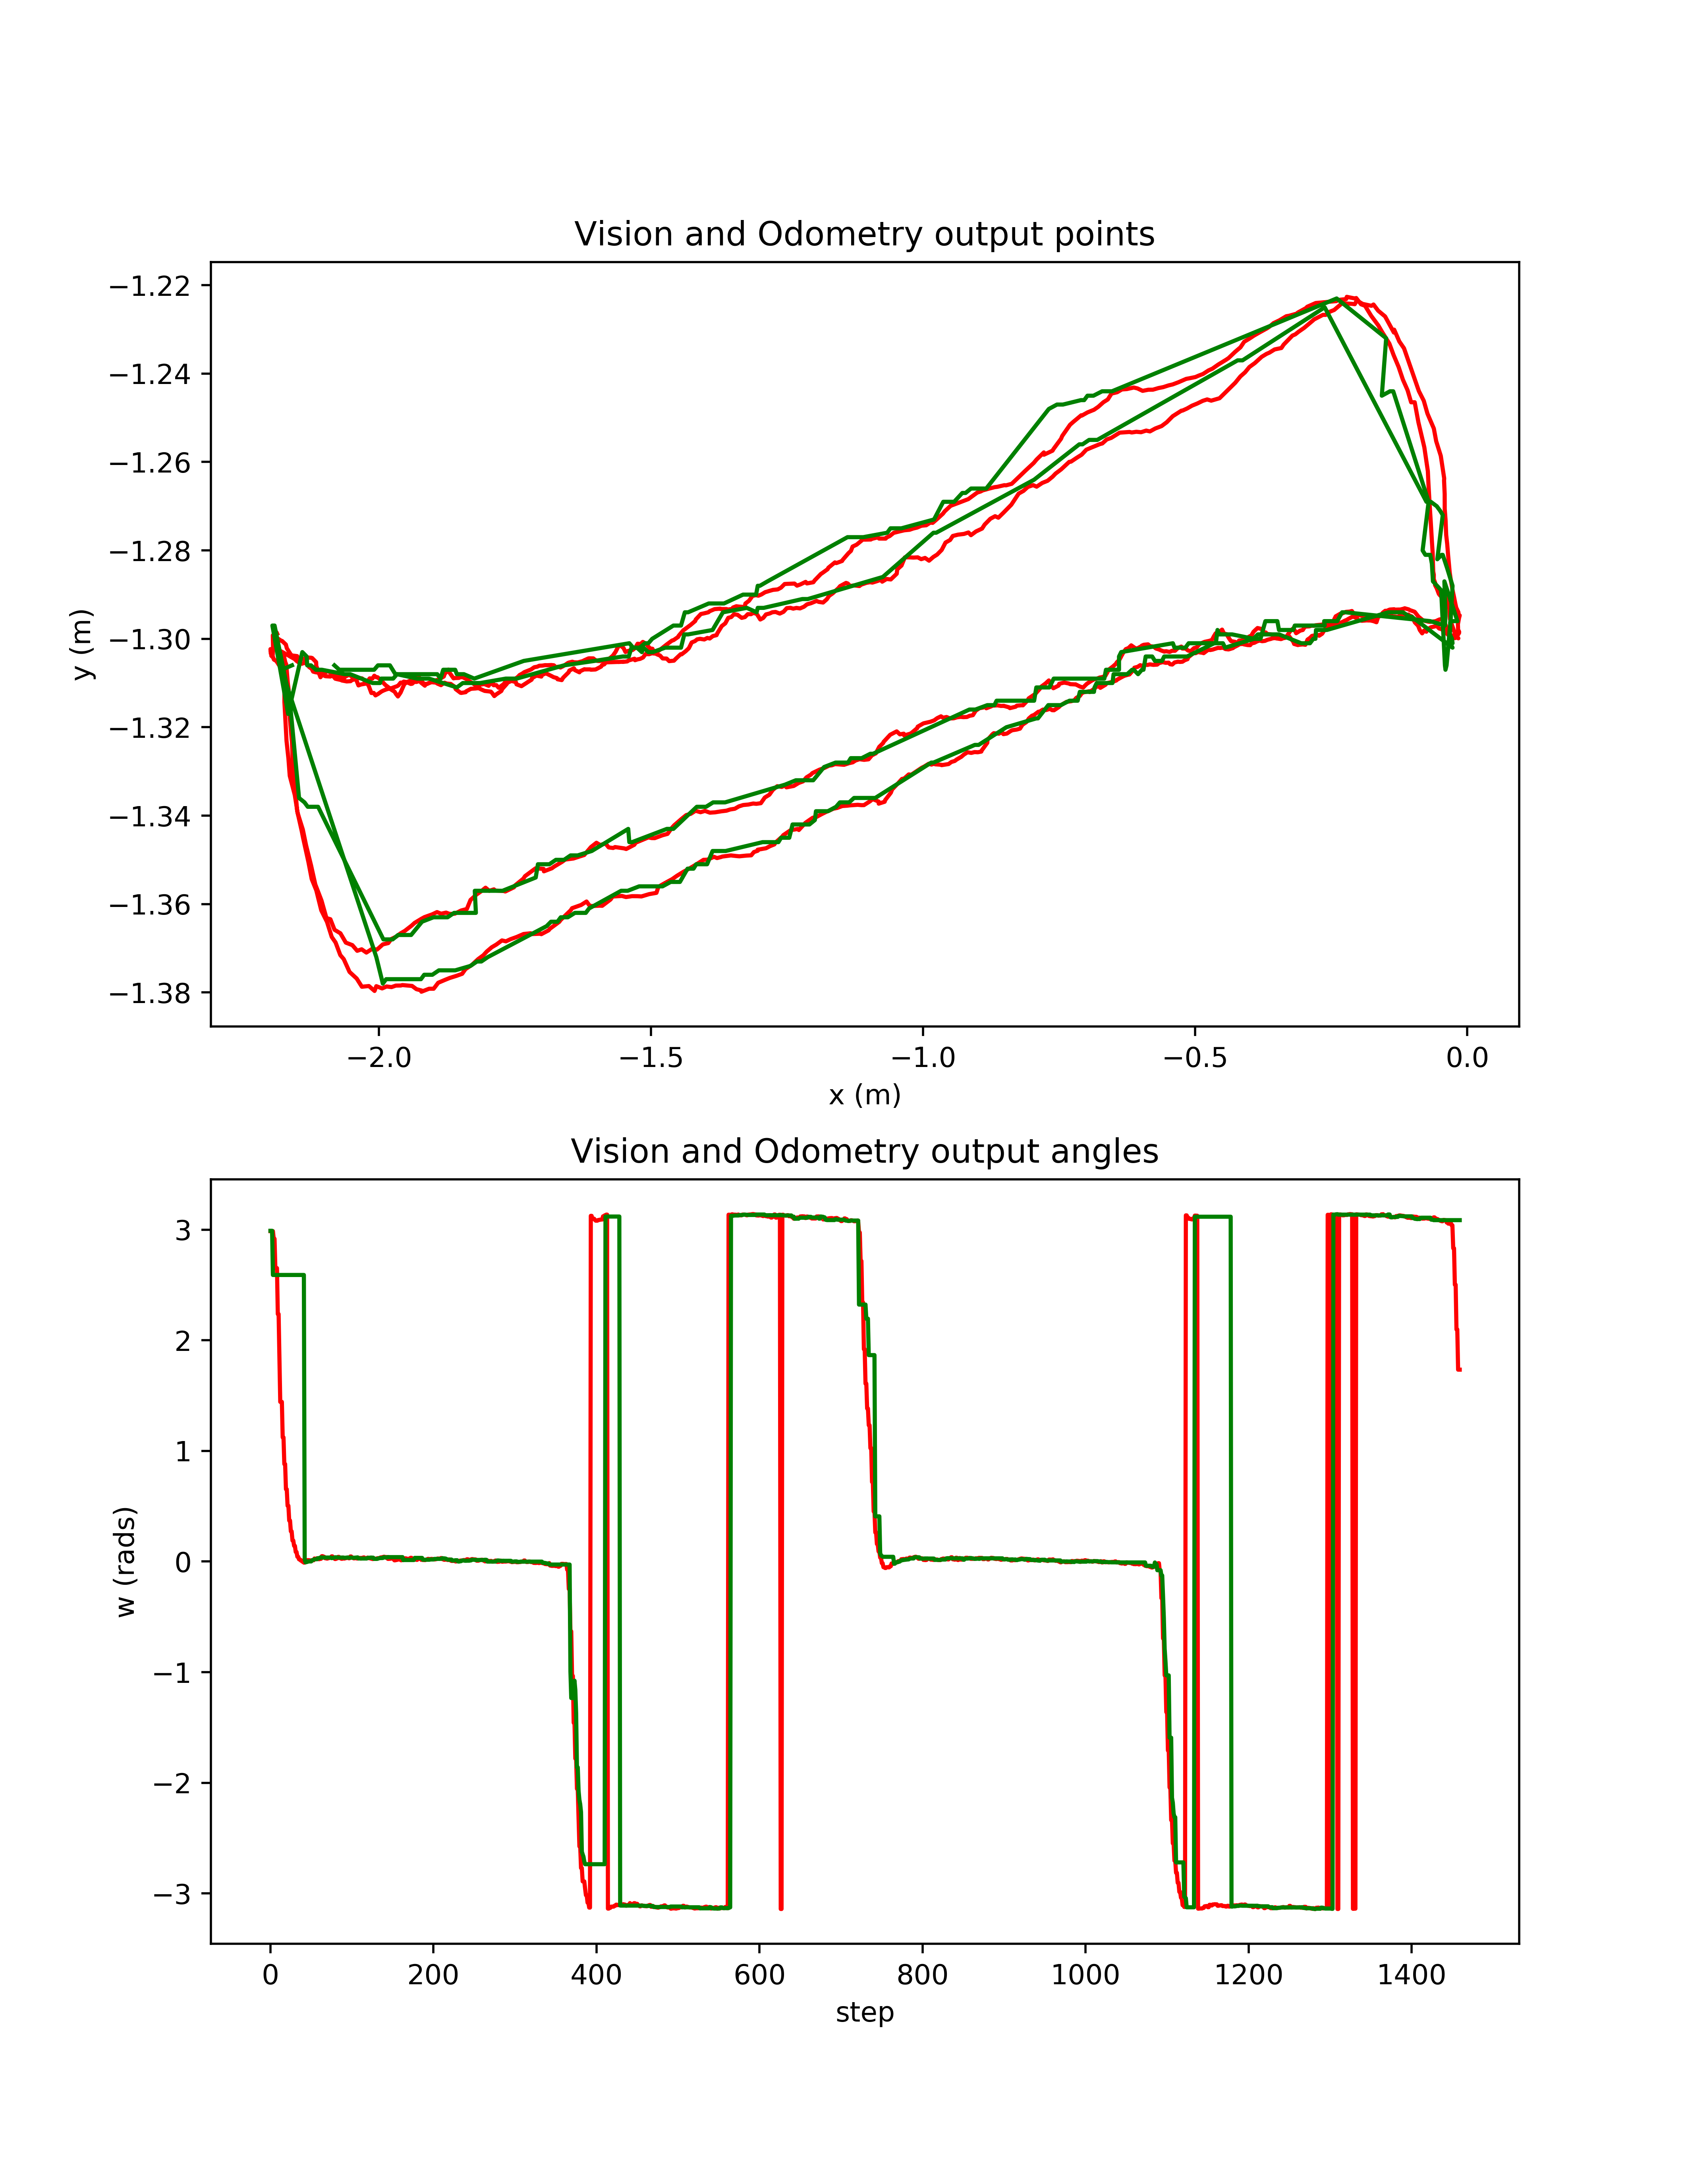 Vision and Odometry output points
−1.22
−1.24
−1.26
−1.28
−1.30
−1.32
−1.34
−1.36
−1.38
y (m)
−2.0 −1.5 −1.0 −0.5 0.0
x (m)
Vision and Odometry output angles
3
2
1
0
−1
−2
−3
w (rads)
0 200 400 600 800 1000 1200 1400
step